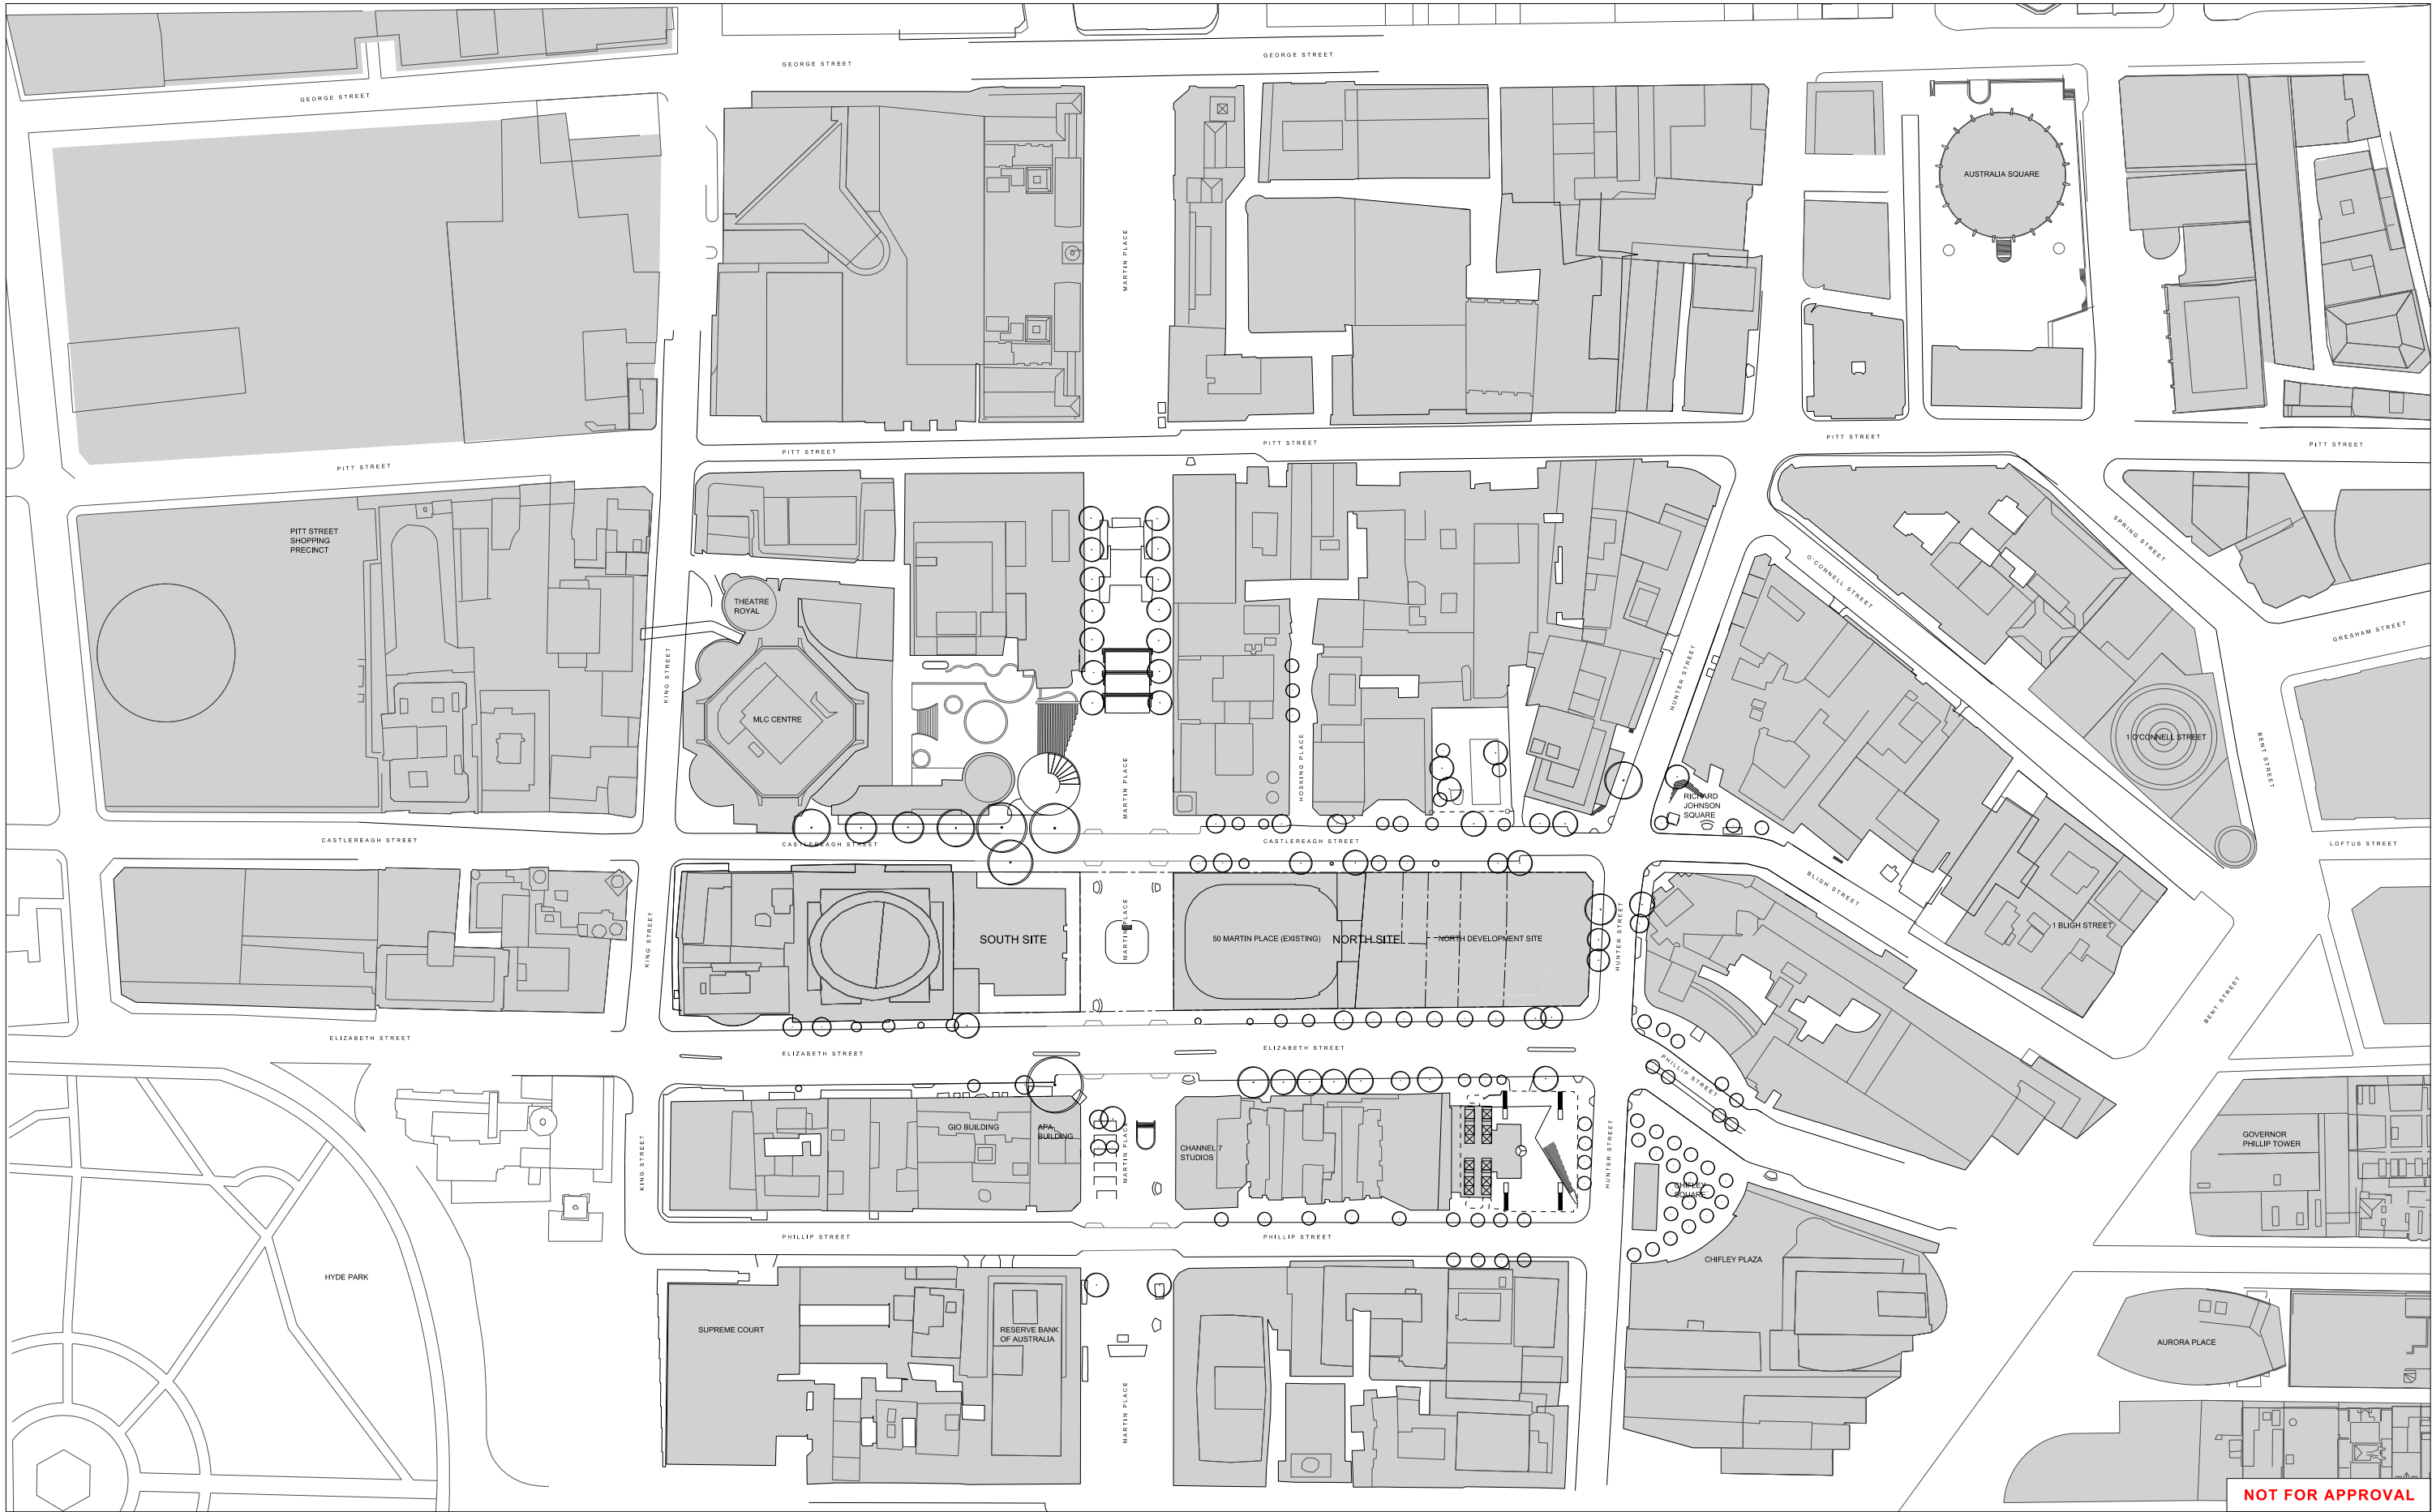 GEORGE STREET
GEORGE STREET
GEORGE STREET
AUSTRALIA SQUARE
MARTIN PLACE
PITT STREET
PITT STREET
PITT STREET
PITT STREET
PITT STREET
PITT STREET
SHOPPING
PRECINCT
SPRING STREET
O'CONNELL STREET
GRESHAM STREET
THEATRE
ROYAL
KING STREET
HUNTER STREET
MLC CENTRE
1 O'CONNELL STREET
BENT STREET
HOSKING PLACE
MARTIN PLACE
RICHARD
JOHNSON
SQUARE
CASTLEREAGH STREET
CASTLEREAGH STREET
CASTLEREAGH STREET
LOFTUS STREET
BLIGH STREET
1 BLIGH STREET
KING STREET
SOUTH SITE
MARTIN PLACE
50 MARTIN PLACE (EXISTING)
NORTH SITE
NORTH DEVELOPMENT SITE
HUNTER STREET
BENT STREET
ELIZABETH STREET
ELIZABETH STREET
ELIZABETH STREET
PHILLIP STREET
GIO BUILDING
APA
BUILDING
MARTIN PLACE
CHANNEL 7
STUDIOS
KING STREET
HUNTER STREET
GOVERNOR
PHILLIP TOWER
CHIFLEY
SQUARE
PHILLIP STREET
PHILLIP STREET
CHIFLEY PLAZA
HYDE PARK
SUPREME COURT
RESERVE BANK
OF AUSTRALIA
AURORA PLACE
MARTIN PLACE
NOT FOR APPROVAL